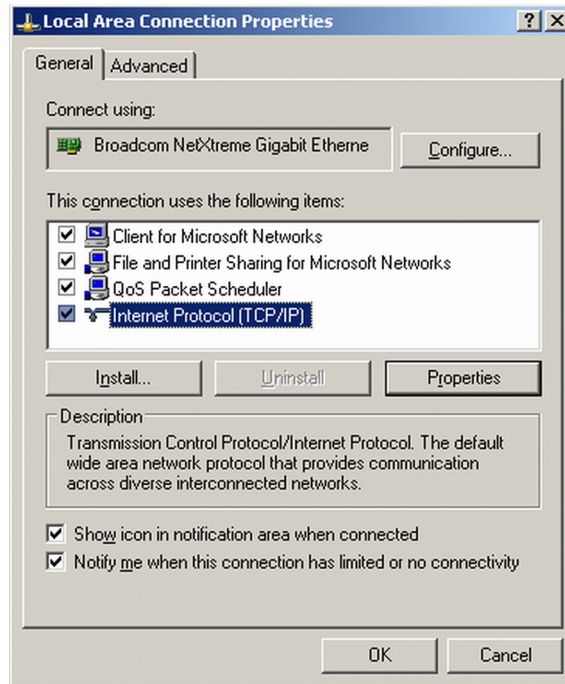 Local Area Connection Properties
General
Advanced
Connect using:
Broadcom NetXtreme Gigabit Etherne
Configure...
This connection uses the following items:
Client for Microsoft Networks
File and Printer Sharing for Microsoft Networks
QoS Packet Scheduler
Internet Protocol (TCP/IP)
Install...
Uninstall
Properties
Description
Transmission Control Protocol/Internet Protocol. The default
wide area network protocol that provides communication
across diverse interconnected networks.
Show icon in notification area when connected
Notify me when this connection has limited or no connectivity
OK
Cancel